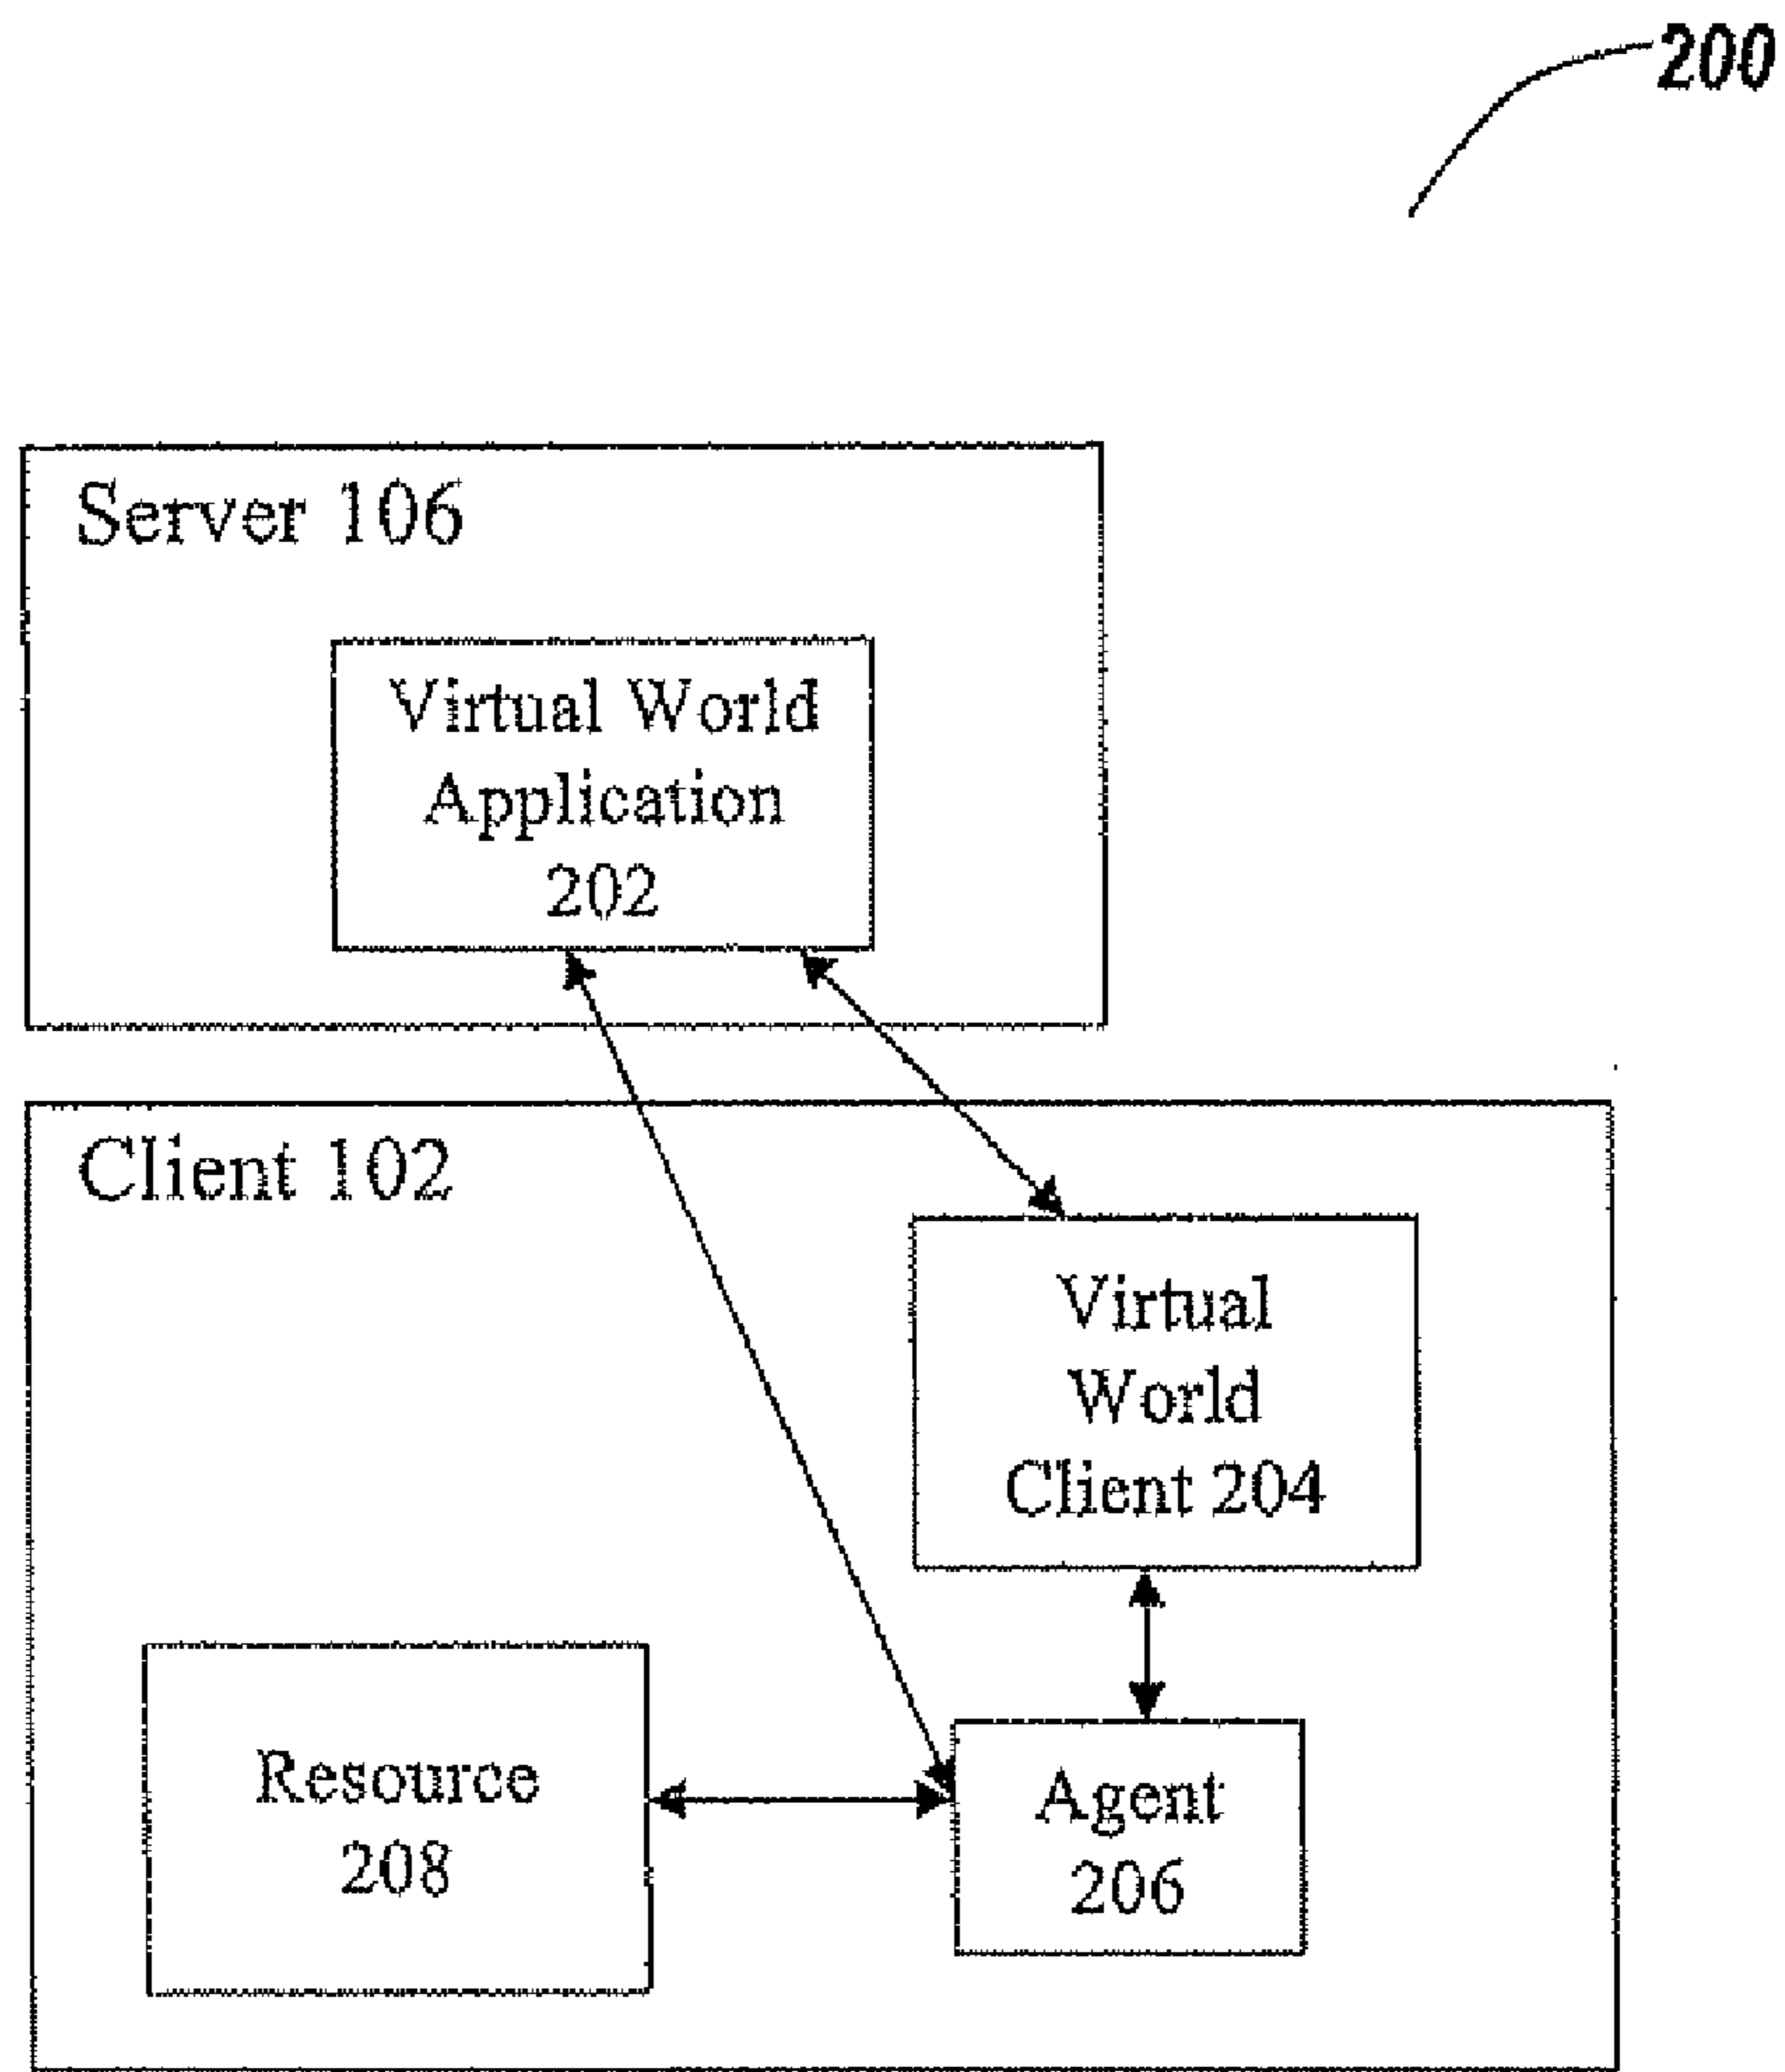 200
Server 106
Virtual World
Application
202
Client 102
Virtual
World
Client 204
Resource
208
Agent
206